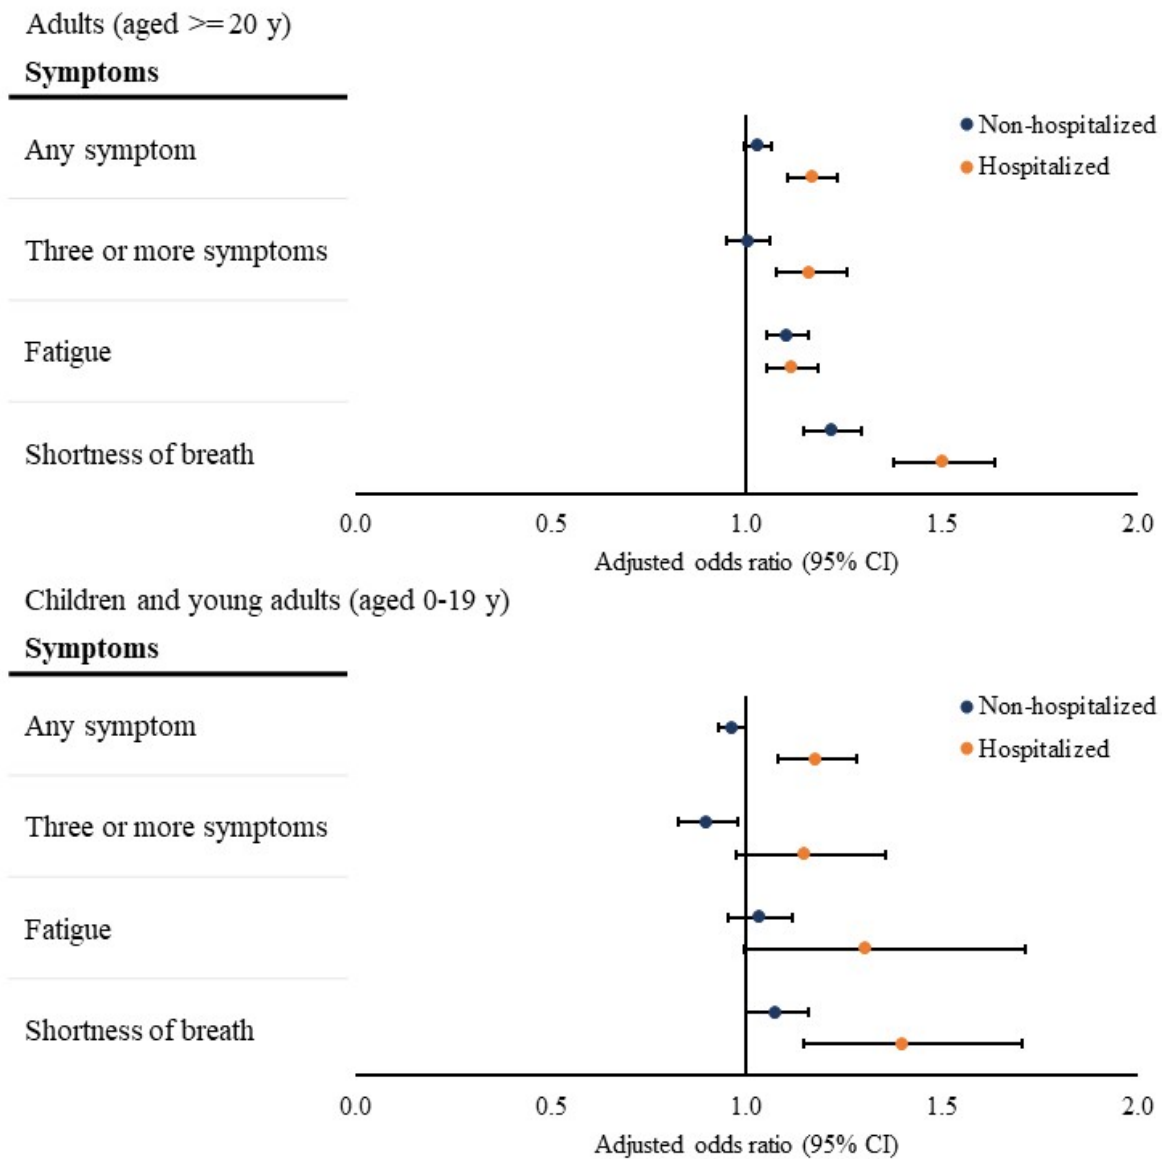 Adults (aged >= 20 y)
Symptoms
Non-hospitalized
Any symptom
Hospitalized
Three or more symptoms
Fatigue
Shortness of breath
0.0 0.5 1.0 1.5 2.0
Adjusted odds ratio (95% CI)
Children and young adults (aged 0-19 y)
Symptoms
Non-hospitalized
Any symptom
Hospitalized
Three or more symptoms
Fatigue
Shortness of breath
0.0 0.5 1.0 1.5 2.0
Adjusted odds ratio (95% CI)